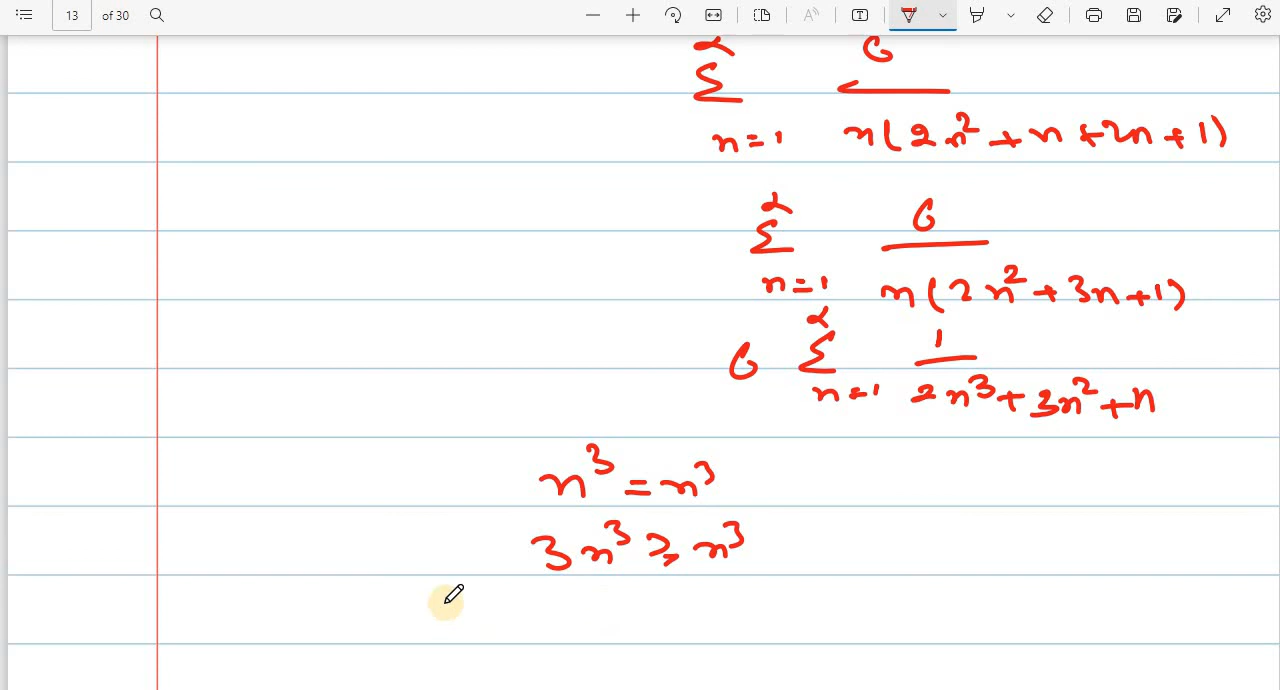 13 of 30
∞ 6
Σ
n=1 n(2n²+n+2n+1)
∞ 6
Σ
n=1 n(2n²+3n+1)
6 ∞ Σ n=1 1
2n³+3n²+n
n³=n³
3n³≥n³